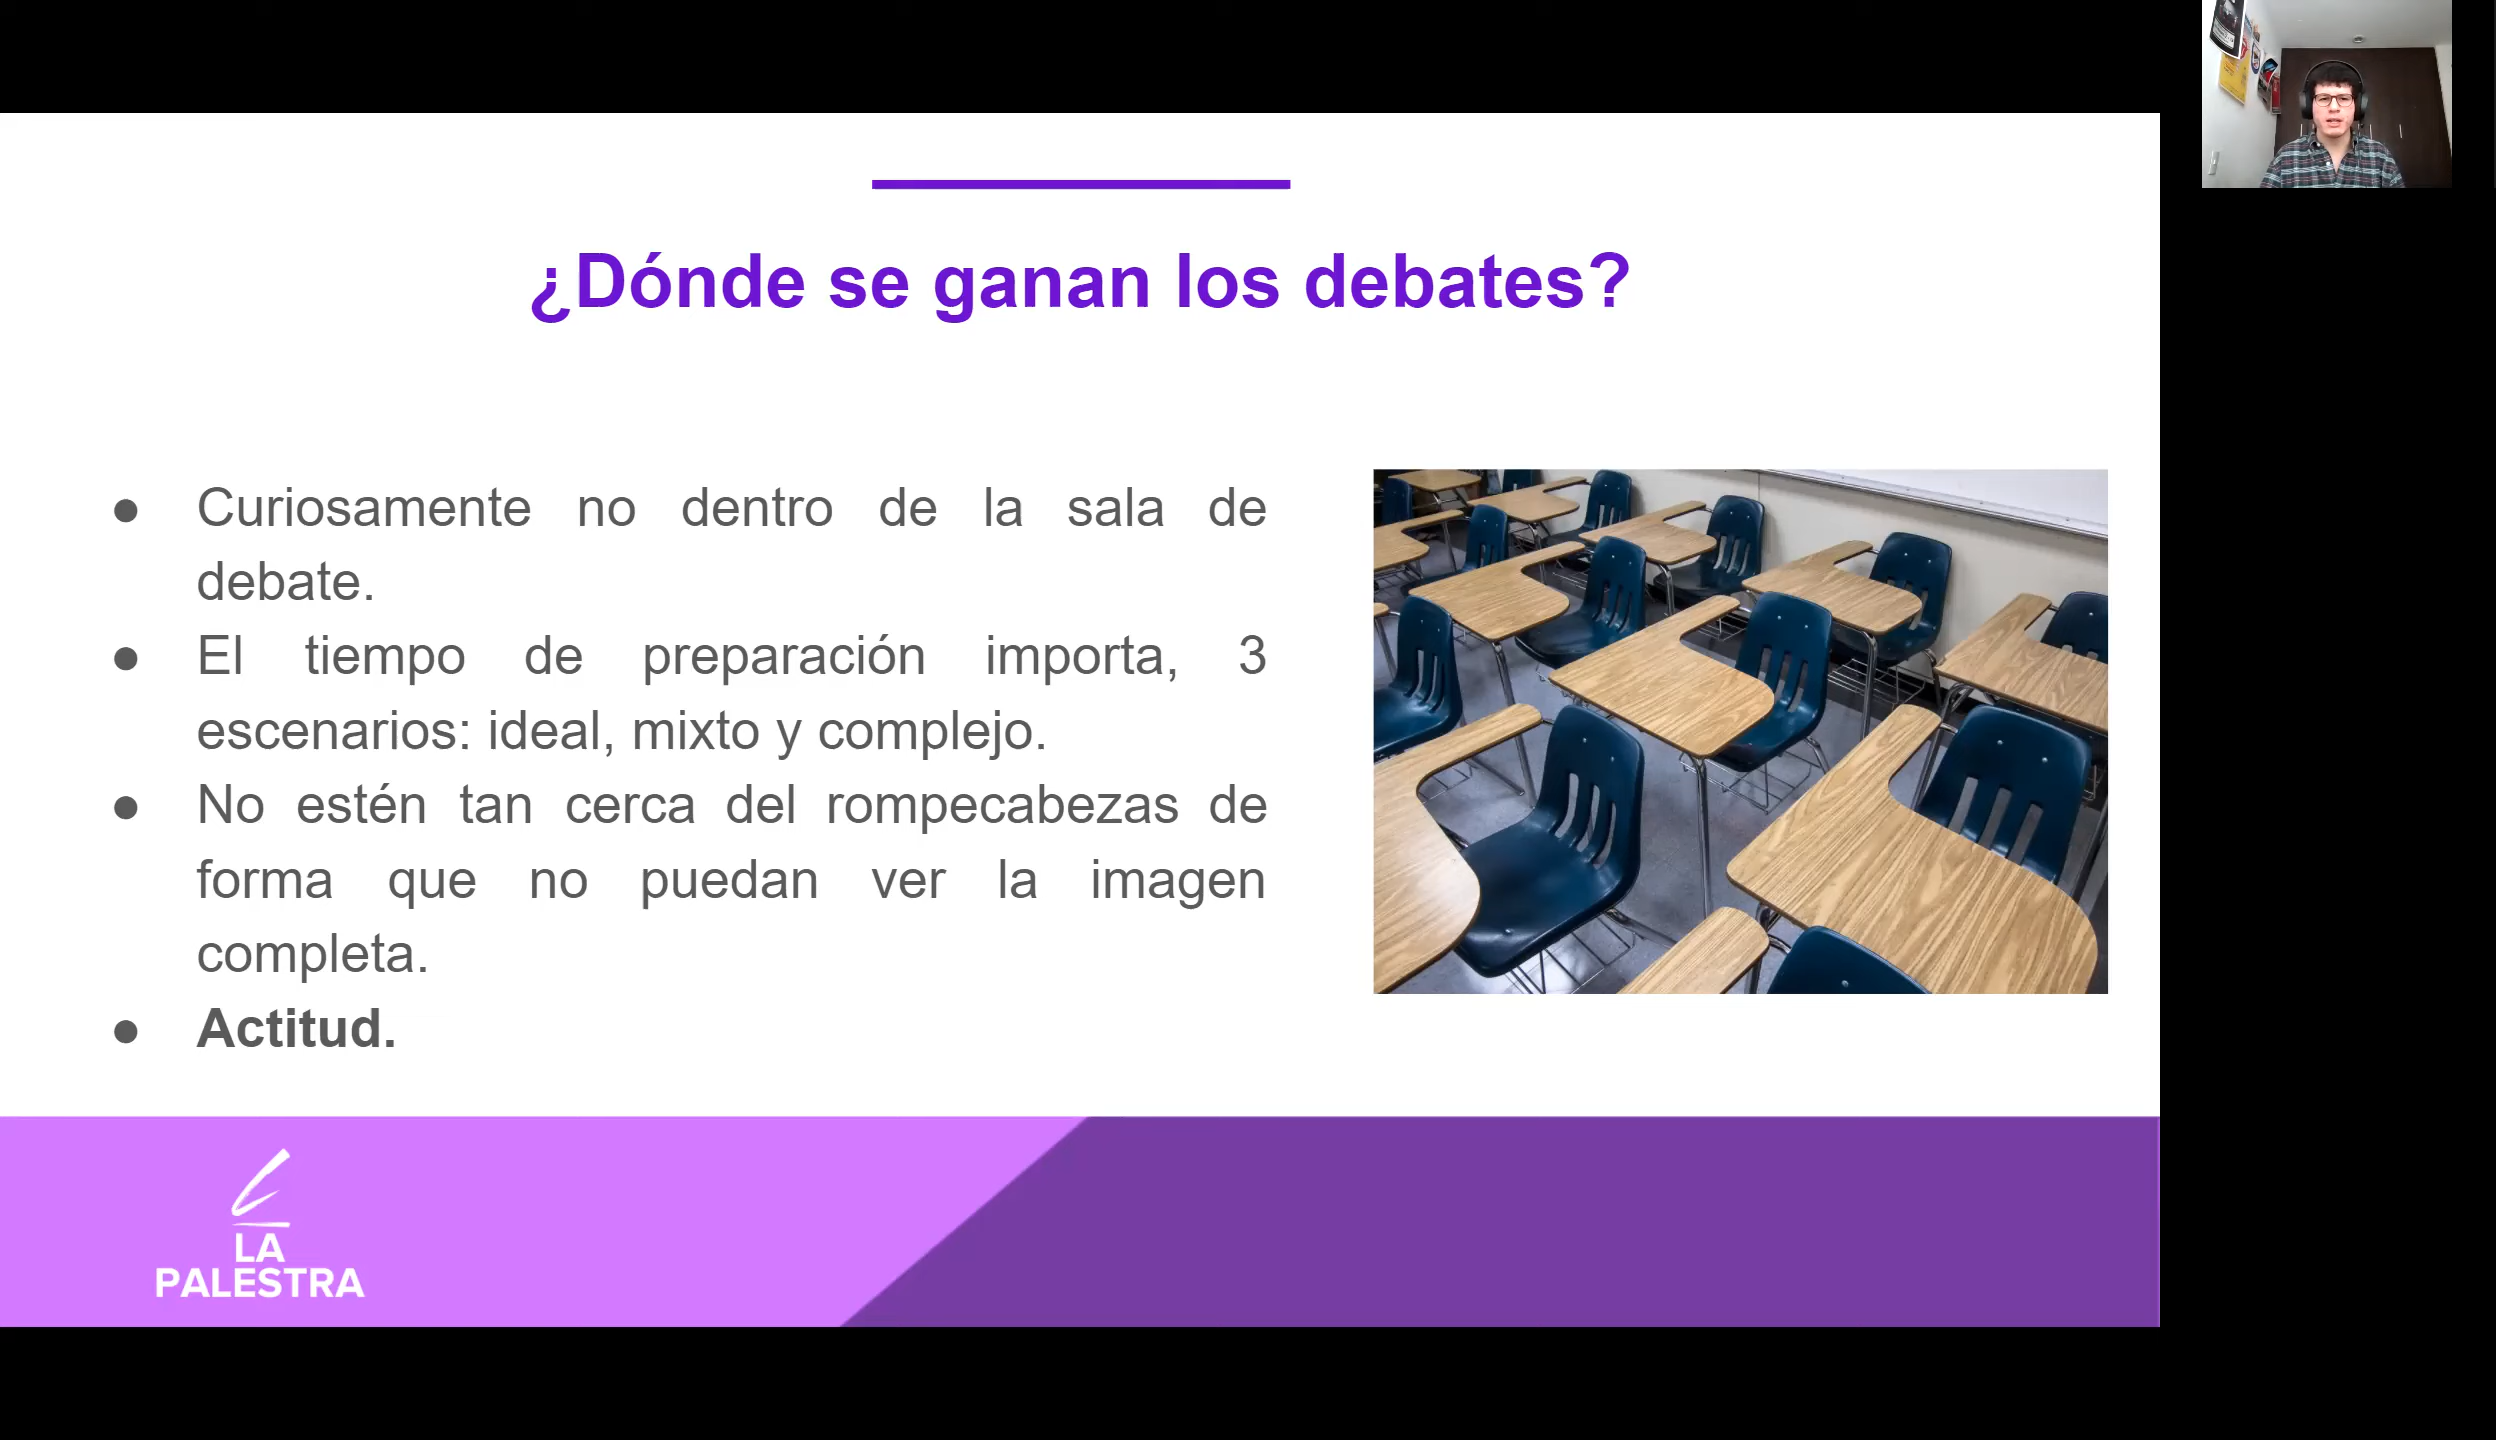 ¿Dónde se ganan los debates?
● Curiosamente no dentro de la sala de
debate.
● El tiempo de preparación importa, 3
escenarios: ideal, mixto y complejo.
● No estén tan cerca del rompecabezas de
forma que no puedan ver la imagen
completa.
● Actitud.
LA
PALESTRA